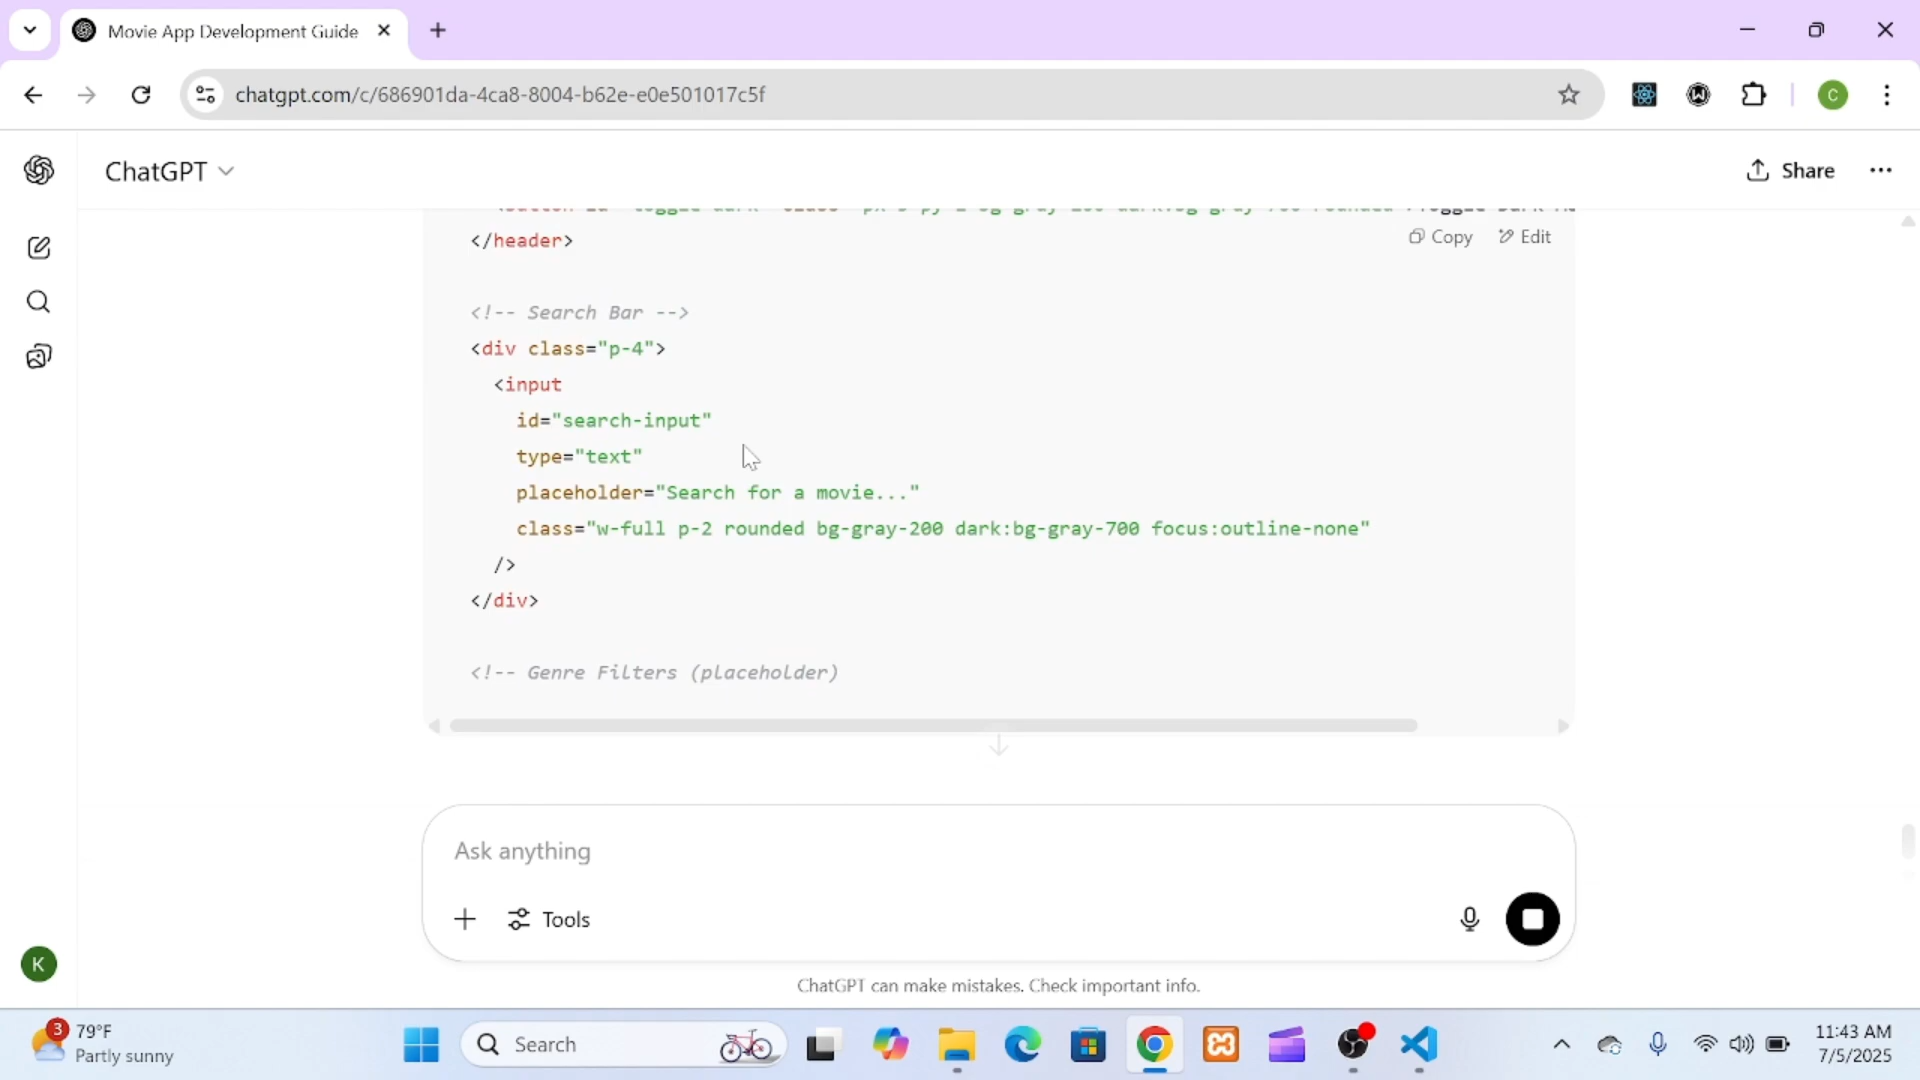 Movie App Development Guide
chatgpt.com/c/686901da-4ca8-8004-b62e-e0e501017c5f
C
ChatGPT
Share
</header>
Copy
Edit
<!-- Search Bar -->
<div class="p-4">
<input
id="search-input"
type="text"
placeholder="Search for a movie..."
class="w-full p-2 rounded bg-gray-200 dark:bg-gray-700 focus:outline-none"
/>
</div>
<!-- Genre Filters (placeholder)
Ask anything
Tools
K
ChatGPT can make mistakes. Check important info.
3
79°F
Partly sunny
Search
11:43 AM
7/5/2025